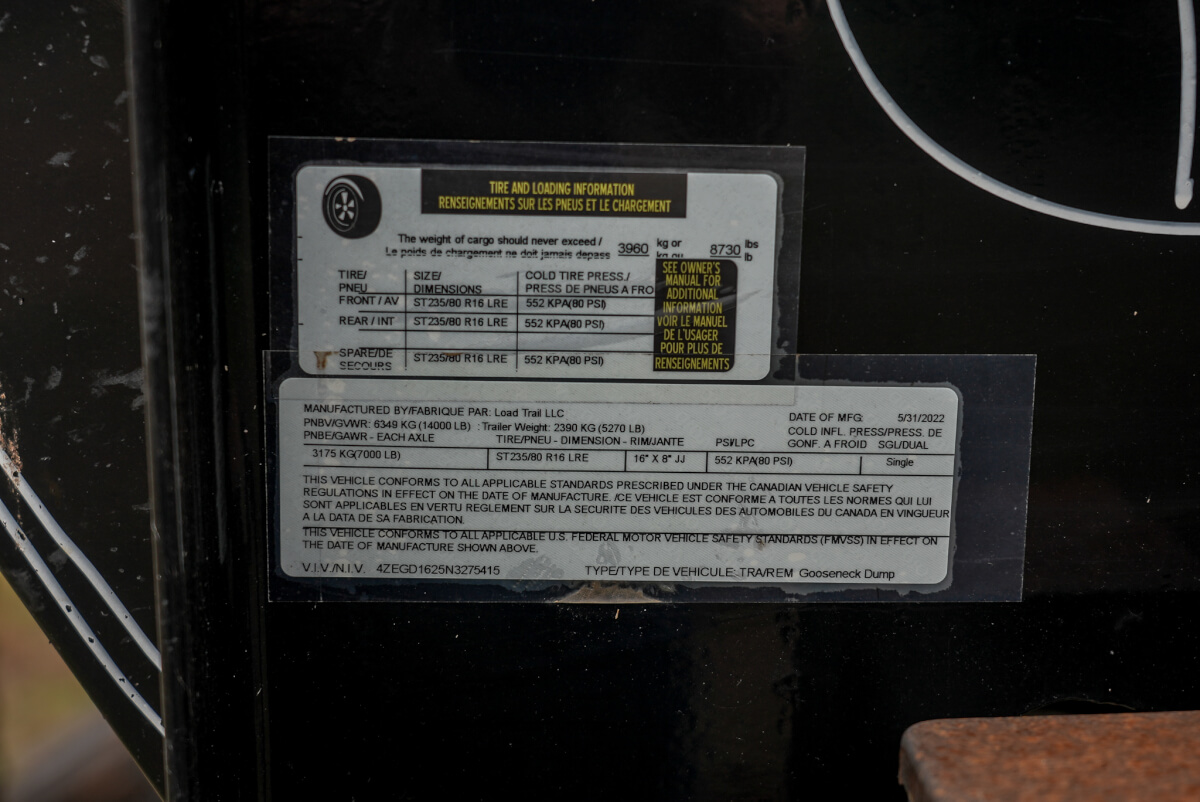 TIRE AND LOADING INFORMATION
RENSEIGNEMENTS SUR LES PNEUS ET LE CHARGEMENT
The weight of cargo should never exceed / 3960 kg or 8730 lbs
Le poids de chargement ne doit jamais depass kg ou lb
TIRE/ SIZE/ COLD TIRE PRESS./
PNEU DIMENSIONS PRESS DE PNEUS A FRO
FRONT / AV ST235/80 R16 LRE 552 KPA(80 PSI)
REAR / INT ST235/80 R16 LRE 552 KPA(80 PSI)
SPARE/DE ST235/80 R16 LRE 552 KPA(80 PSI)
SECOURS
SEE OWNER'S
MANUAL FOR
ADDITIONAL
INFORMATION
VOIR LE MANUEL
DE L'USAGER
POUR PLUS DE
RENSEIGNEMENTS
MANUFACTURED BY/FABRIQUE PAR: Load Trail LLC DATE OF MFG: 5/31/2022
PNBV/GVWR: 6349 KG (14000 LB) : Trailer Weight: 2390 KG (5270 LB) COLD INFL. PRESS/PRESS. DE
PNBE/GAWR - EACH AXLE TIRE/PNEU - DIMENSION - RIM/JANTE PSI/LPC GONF. A FROID SGL/DUAL
3175 KG(7000 LB) ST235/80 R16 LRE 16" X 8" JJ 552 KPA(80 PSI) Single
THIS VEHICLE CONFORMS TO ALL APPLICABLE STANDARDS PRESCRIBED UNDER THE CANADIAN VEHICLE SAFETY
REGULATIONS IN EFFECT ON THE DATE OF MANUFACTURE. /CE VEHICLE EST CONFORME A TOUTES LES NORMES QUI LUI
SONT APPLICABLES EN VERTU REGLEMENT SUR LA SECURITE DES VEHICULES DES AUTOMOBILES DU CANADA EN VINGUEUR
A LA DATA DE SA FABRICATION.
THIS VEHICLE CONFORMS TO ALL APPLICABLE U.S. FEDERAL MOTOR VEHICLE SAFETY STANDARDS (FMVSS) IN EFFECT ON
THE DATE OF MANUFACTURE SHOWN ABOVE.
V.I.V./N.I.V. 4ZEGD1625N3275415 TYPE/TYPE DE VEHICULE: TRA/REM Gooseneck Dump